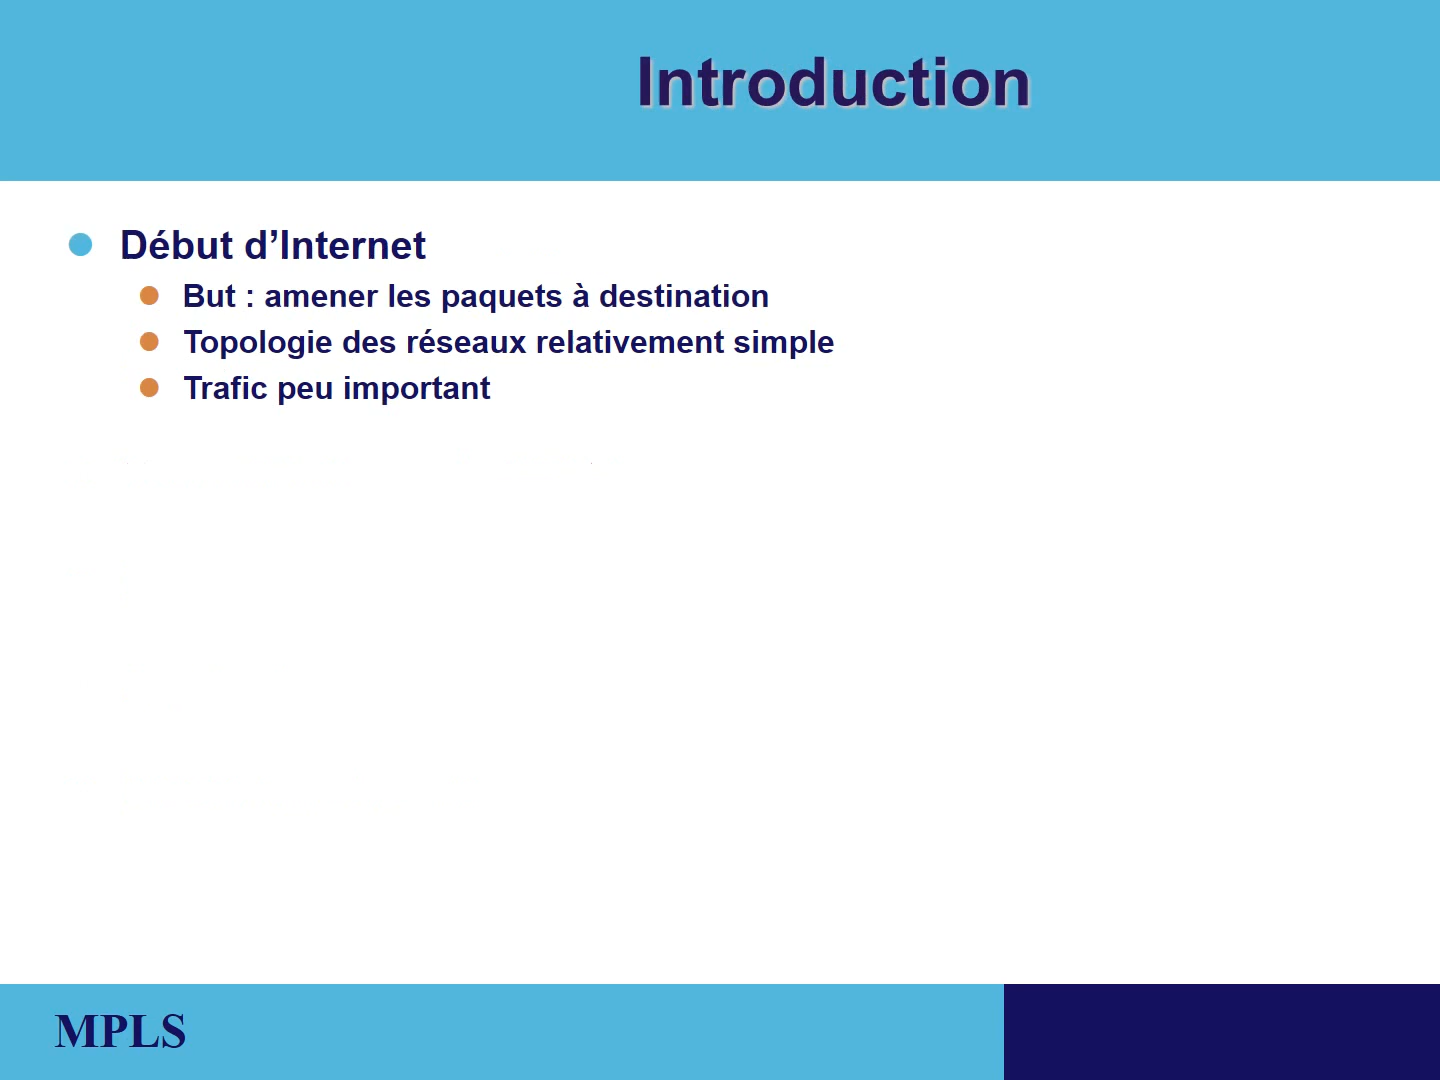 Introduction
Début d’Internet
But : amener les paquets à destination
Topologie des réseaux relativement simple
Trafic peu important
MPLS